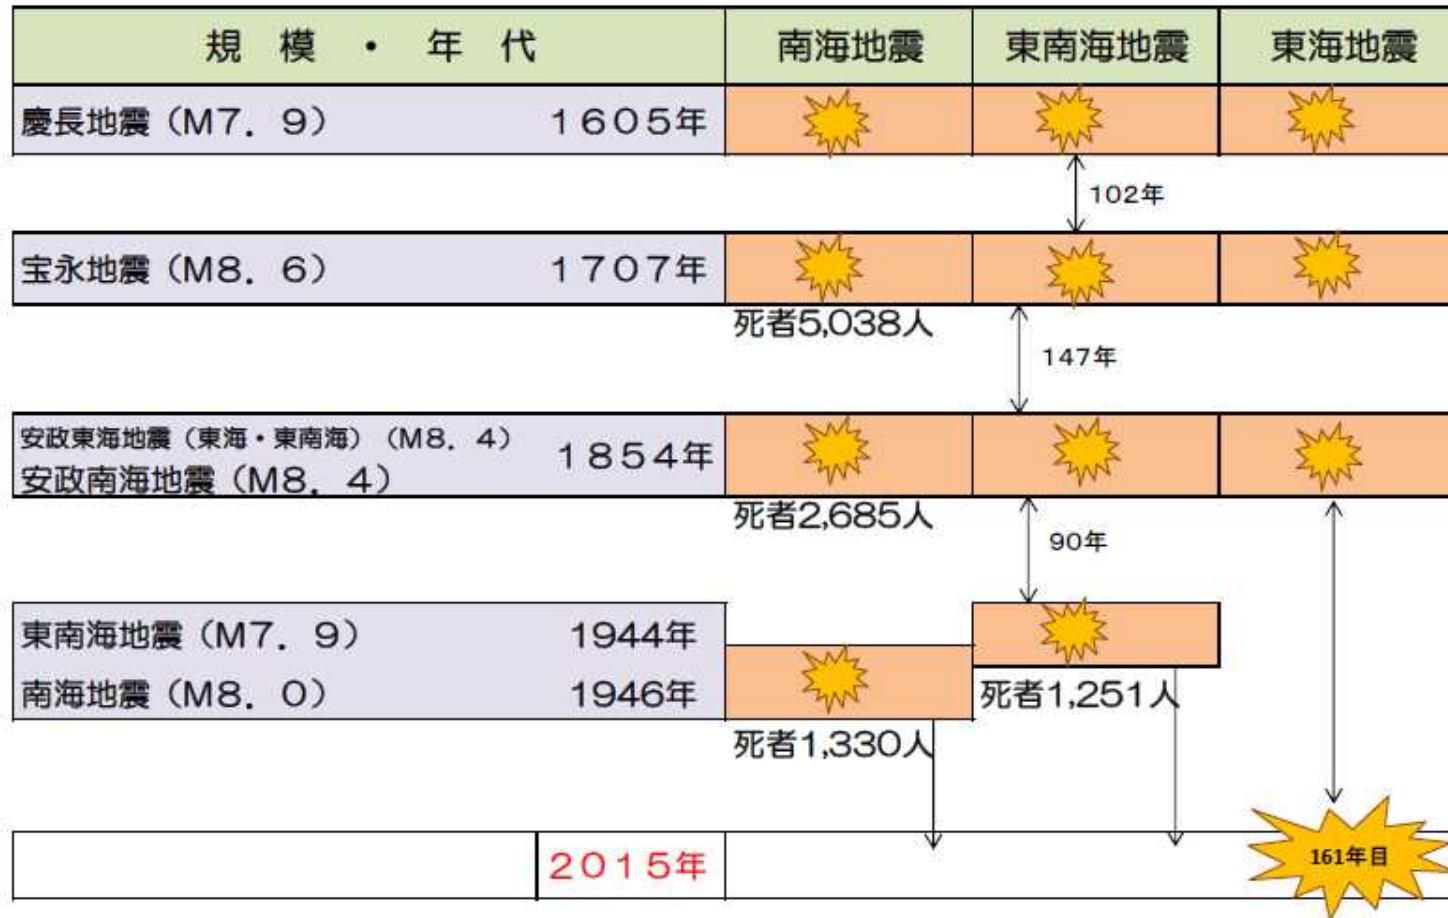 規 模 ・ 年 代 南海地震 東南海地震 東海地震
慶長地震（M7．9） 1605年
102年
宝永地震（M8．6） 1707年
死者5,038人
147年
安政東海地震（東海・東南海）（M8．4）
安政南海地震（M8．4） 1854年
死者2,685人
90年
東南海地震（M7．9） 1944年
南海地震（M8．0） 1946年
死者1,251人
死者1,330人
2015年 161年目